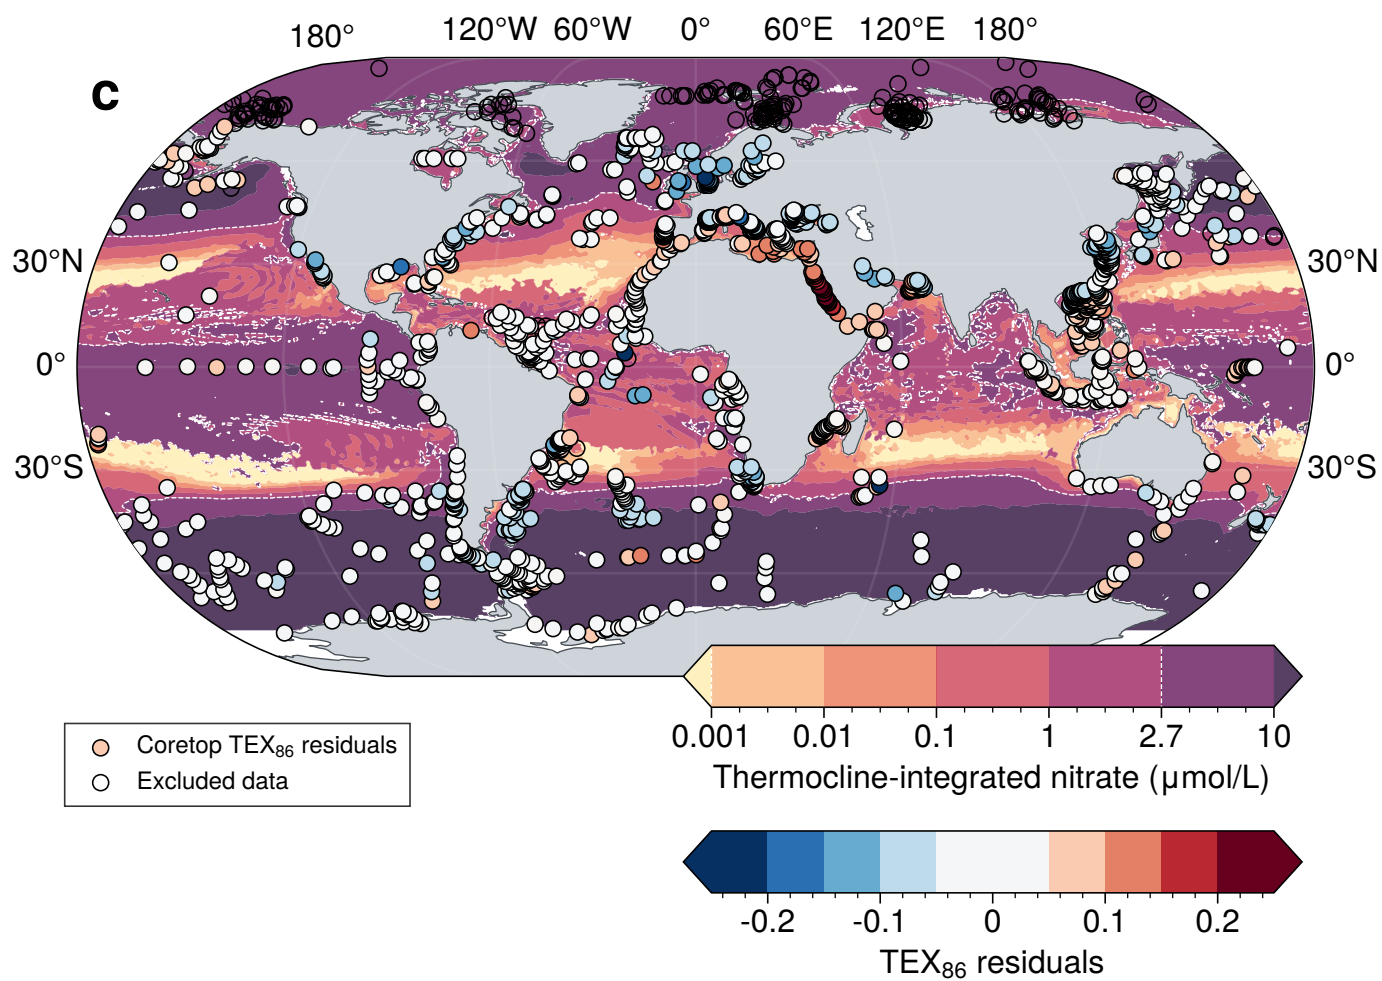 180° 120°W 60°W 0° 60°E 120°E 180°
c
30°N 30°N
0° 0°
30°S 30°S
0.001 0.01 0.1 1 2.7 10
Thermocline-integrated nitrate (µmol/L)
Coretop TEX₈₆ residuals
Excluded data
-0.2 -0.1 0 0.1 0.2
TEX₈₆ residuals